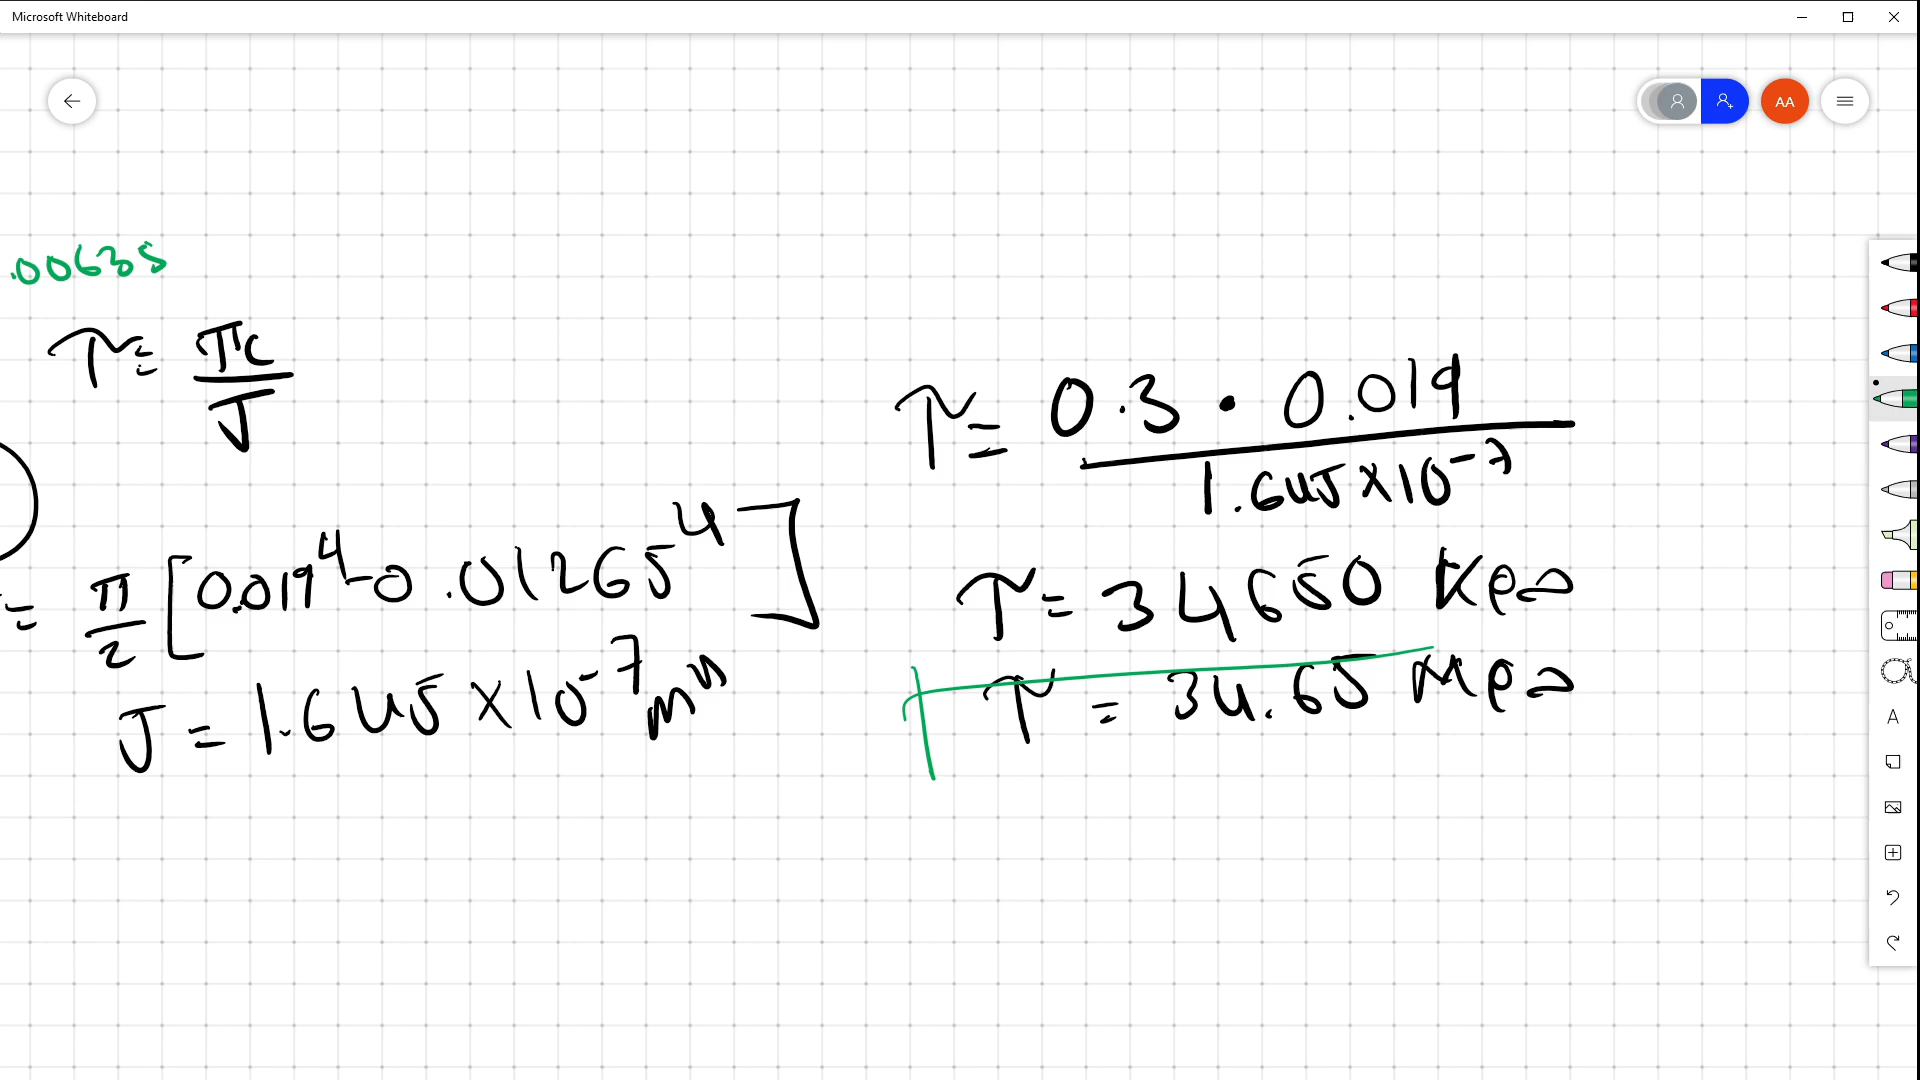 Microsoft Whiteboard
AA
.00635
τ = Tc/J
= π/2 [0.019⁴ - 0.01265⁴]
J = 1.645 × 10⁻⁷ m⁴
τ = 0.3 · 0.019 / 1.645 × 10⁻⁷
τ = 34650 Kpa
τ = 34.65 Mpa
A